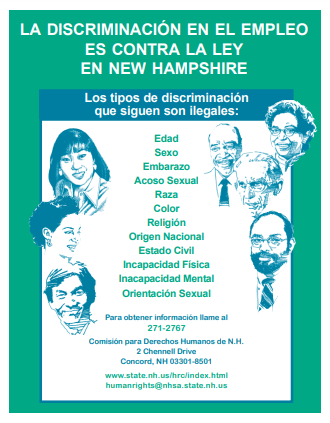 LA DISCRIMINACIÓN EN EL EMPLEO
ES CONTRA LA LEY
EN NEW HAMPSHIRE
Los tipos de discriminación
que siguen son ilegales:
Edad
Sexo
Embarazo
Acoso Sexual
Raza
Color
Religión
Origen Nacional
Estado Civil
Incapacidad Física
Inacapacidad Mental
Orientación Sexual
Para obtener información llame al
271-2767
Comisión para Derechos Humanos de N.H.
2 Chennell Drive
Concord, NH 03301-8501
www.state.nh.us/hrc/index.html
humanrights@nhsa.state.nh.us